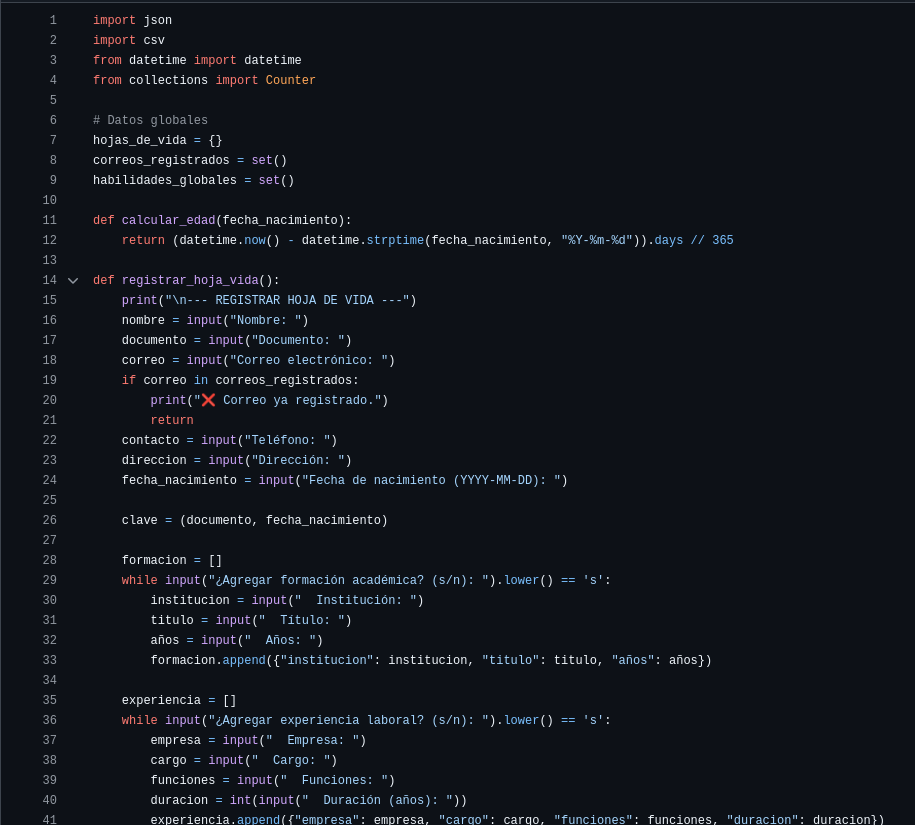 1 import json
2 import csv
3 from datetime import datetime
4 from collections import Counter
5
6 # Datos globales
7 hojas_de_vida = {}
8 correos_registrados = set()
9 habilidades_globales = set()
10
11 def calcular_edad(fecha_nacimiento):
12     return (datetime.now() - datetime.strptime(fecha_nacimiento, "%Y-%m-%d")).days // 365
13
14 def registrar_hoja_vida():
15     print("\n--- REGISTRAR HOJA DE VIDA ---")
16     nombre = input("Nombre: ")
17     documento = input("Documento: ")
18     correo = input("Correo electrónico: ")
19     if correo in correos_registrados:
20         print("❌ Correo ya registrado.")
21         return
22     contacto = input("Teléfono: ")
23     direccion = input("Dirección: ")
24     fecha_nacimiento = input("Fecha de nacimiento (YYYY-MM-DD): ")
25
26     clave = (documento, fecha_nacimiento)
27
28     formacion = []
29     while input("¿Agregar formación académica? (s/n): ").lower() == 's':
30         institucion = input("  Institución: ")
31         titulo = input("  Título: ")
32         años = input("  Años: ")
33         formacion.append({"institucion": institucion, "titulo": titulo, "años": años})
34
35     experiencia = []
36     while input("¿Agregar experiencia laboral? (s/n): ").lower() == 's':
37         empresa = input("  Empresa: ")
38         cargo = input("  Cargo: ")
39         funciones = input("  Funciones: ")
40         duracion = int(input("  Duración (años): "))
41         experiencia.append({"empresa": empresa, "cargo": cargo, "funciones": funciones, "duracion": duracion})